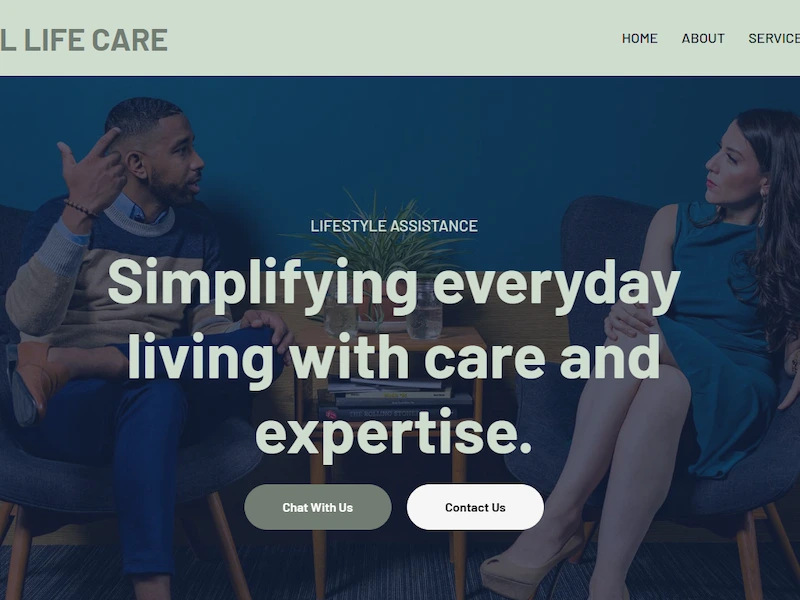 L LIFE CARE
HOME ABOUT SERVICE
LIFESTYLE ASSISTANCE
Simplifying everyday
living with care and
expertise.
Chat With Us Contact Us